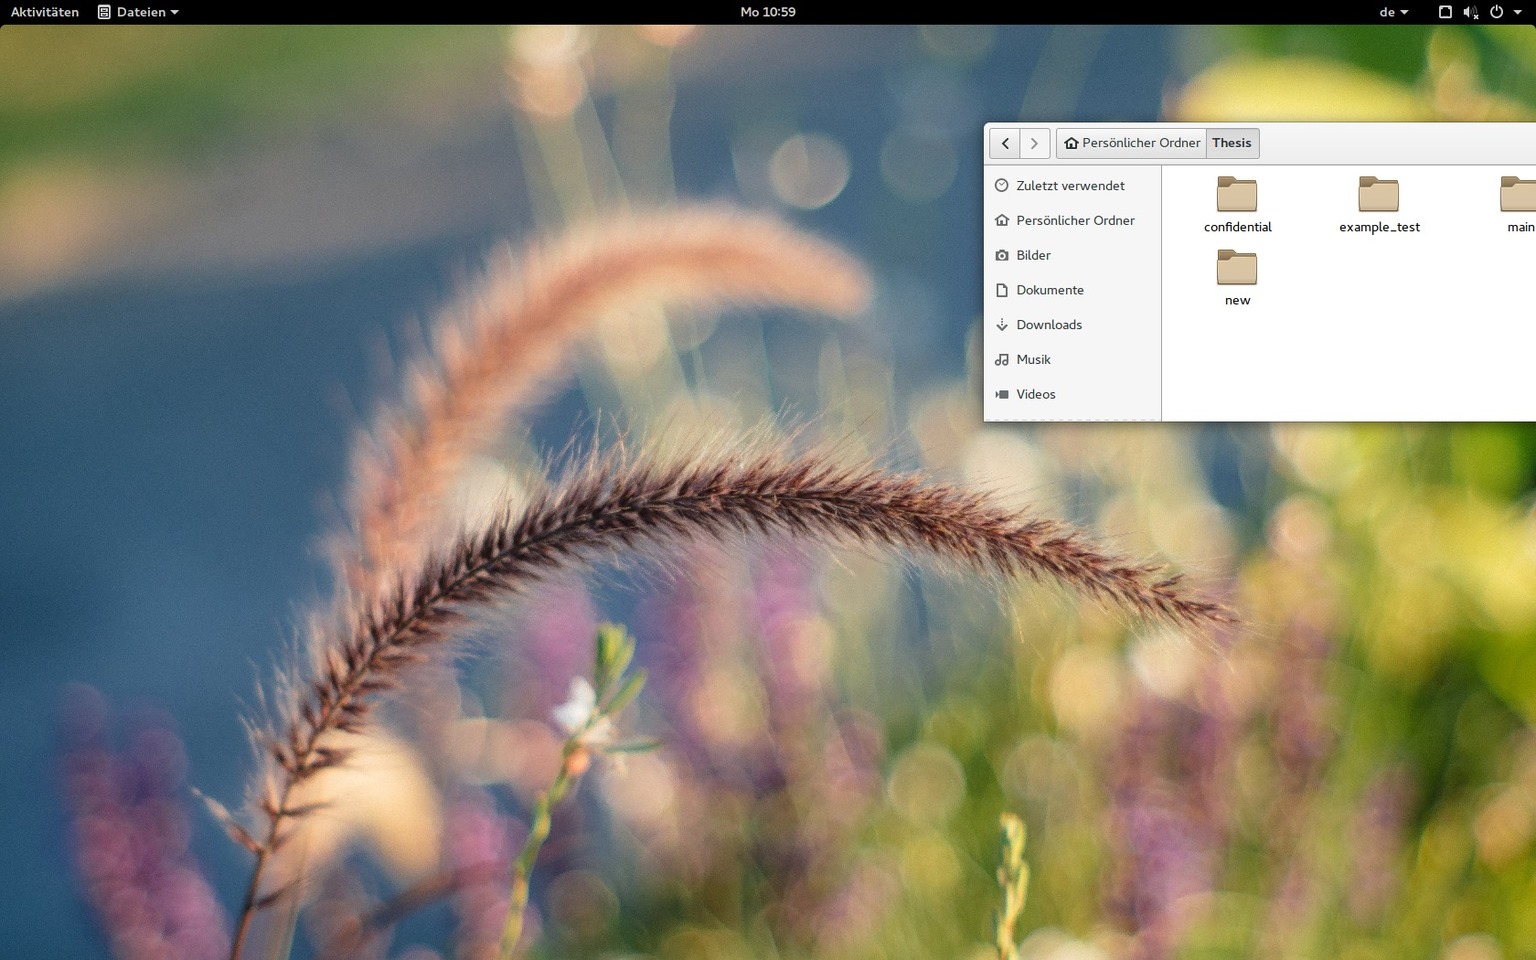 Aktivitäten Dateien Mo 10:59 de
Persönlicher Ordner Thesis
Zuletzt verwendet
Persönlicher Ordner
Bilder
Dokumente
Downloads
Musik
Videos
confidential example_test main
new